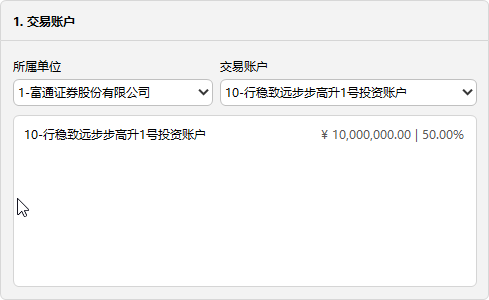 1. 交易账户
所属单位 交易账户
1-富通证券股份有限公司 10-行稳致远步步高升1号投资账户
10-行稳致远步步高升1号投资账户 ¥ 10,000,000.00 | 50.00%